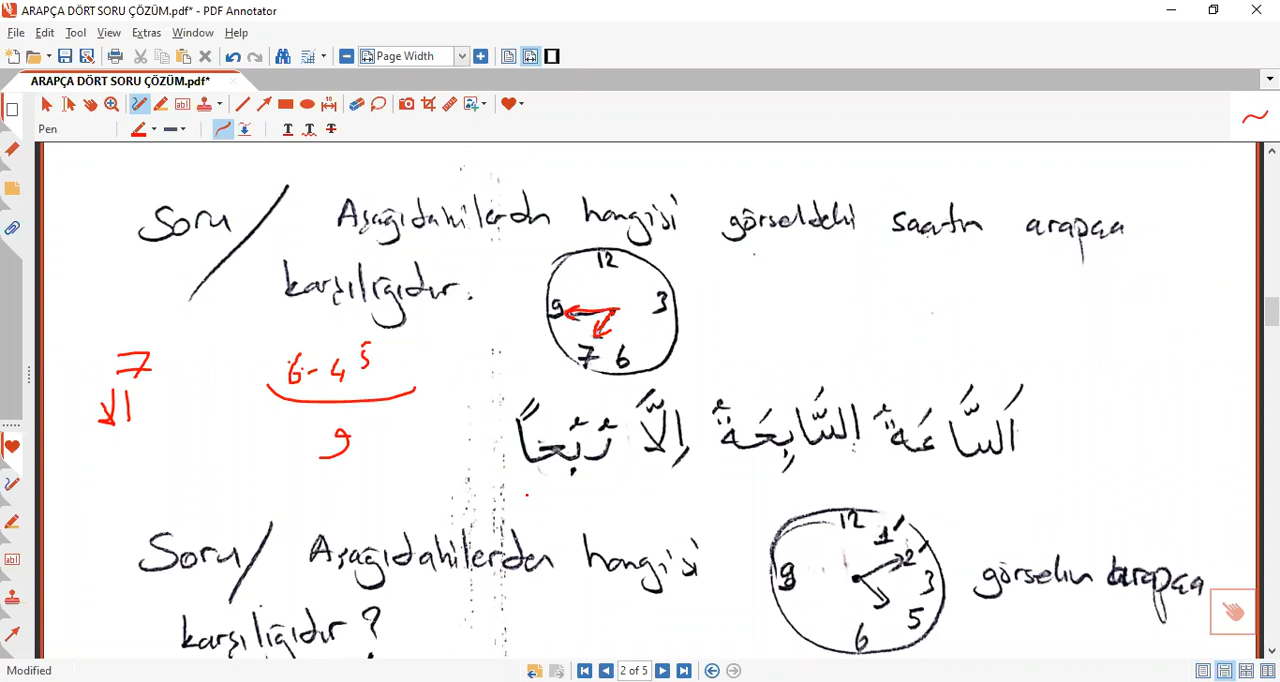 ARAPÇA DÖRT SORU ÇÖZÜM.pdf* - PDF Annotator
File Edit Tool View Extras Window Help
Page Width
ARAPÇA DÖRT SORU ÇÖZÜM.pdf*
Pen
Soru / Aşağıdakilerden hangisi görseldeki saatin arapça
karşılığıdır.
12
9 3
7 6
7
6-45
9
اَلسَّاعَةُ السَّابِعَةُ اِلَّا رُبْعاً
Soru / Aşağıdakilerden hangisi
12
1
2
9 3
5
6
görselin arapça
karşılığıdır?
Modified
2 of 5